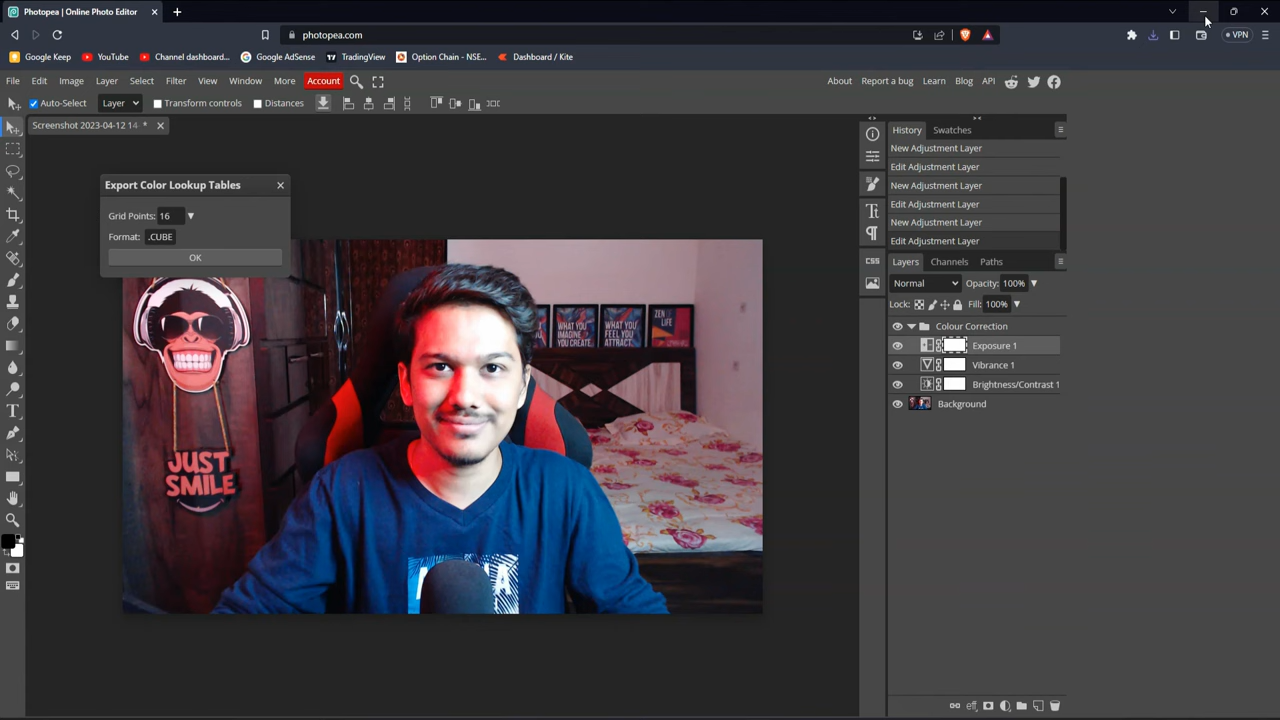 Photopea | Online Photo Editor
photopea.com
VPN
Google Keep
YouTube
Channel dashboard...
Google AdSense
TradingView
Option Chain - NSE...
Dashboard / Kite
File Edit Image Layer Select Filter View Window More Account
About Report a bug Learn Blog API
Auto-Select Layer Transform controls Distances
Screenshot 2023-04-12 14 *
Export Color Lookup Tables
Grid Points: 16
Format: .CUBE
OK
JUST
SMILE
WHAT YOU
IMAGINE
YOU CREATE.
WHAT
YOU FEEL
YOU
ATTRACT.
ZEN
LIFE
History Swatches
New Adjustment Layer
Edit Adjustment Layer
New Adjustment Layer
Edit Adjustment Layer
New Adjustment Layer
Edit Adjustment Layer
Layers Channels Paths
Normal Opacity: 100%
Lock: Fill: 100%
Colour Correction
Exposure 1
Vibrance 1
Brightness/Contrast 1
Background
CSS
eff